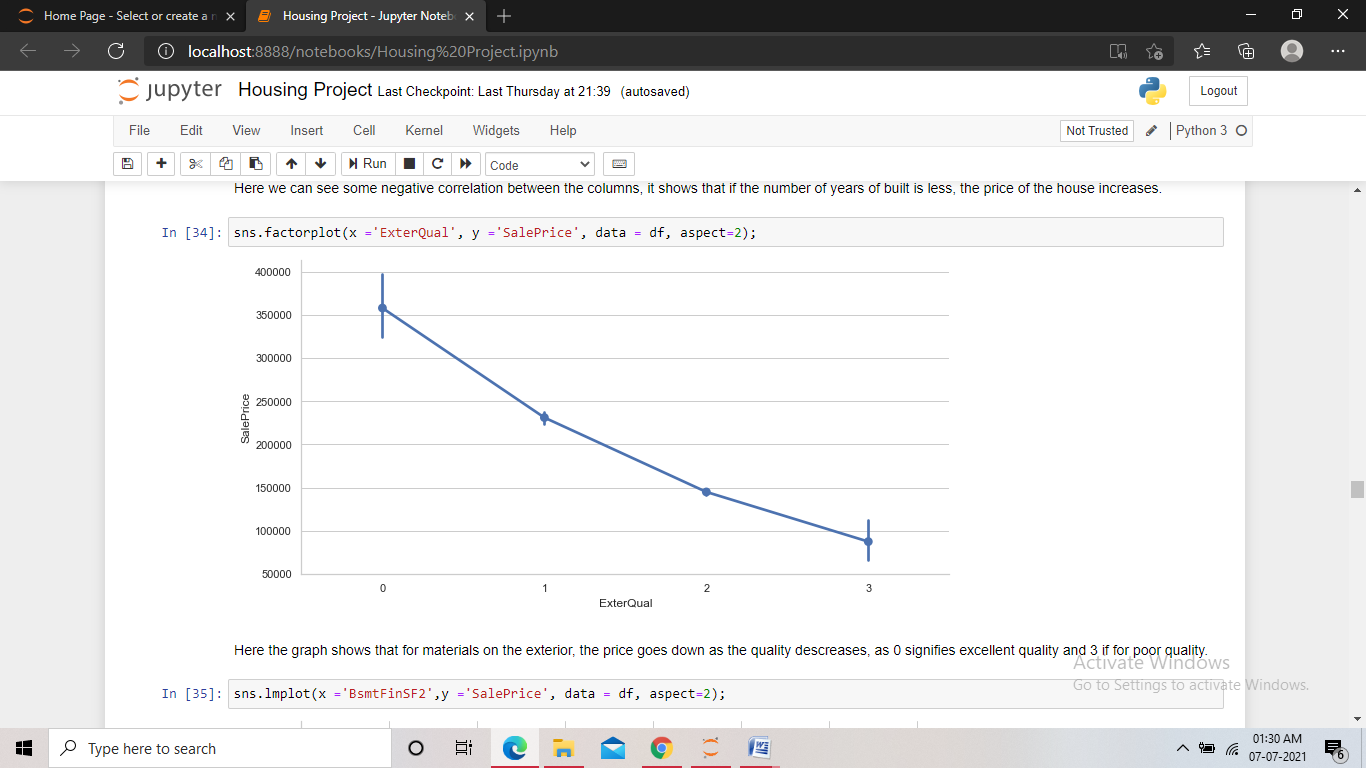 Home Page - Select or create a n
Housing Project - Jupyter Noteb
localhost:8888/notebooks/Housing%20Project.ipynb
jupyter Housing Project Last Checkpoint: Last Thursday at 21:39 (autosaved)
Logout
File Edit View Insert Cell Kernel Widgets Help
Not Trusted Python 3
Run Code
Here we can see some negative correlation between the columns, it shows that if the number of years of built is less, the price of the house increases.
In [34]: sns.factorplot(x ='ExterQual', y ='SalePrice', data = df, aspect=2);
400000
350000
300000
250000
200000
150000
100000
50000
SalePrice
0 1 2 3
ExterQual
Here the graph shows that for materials on the exterior, the price goes down as the quality descreases, as 0 signifies excellent quality and 3 if for poor quality.
Activate Windows
Go to Settings to activate Windows.
In [35]: sns.lmplot(x ='BsmtFinSF2',y ='SalePrice', data = df, aspect=2);
Type here to search
01:30 AM
07-07-2021
6